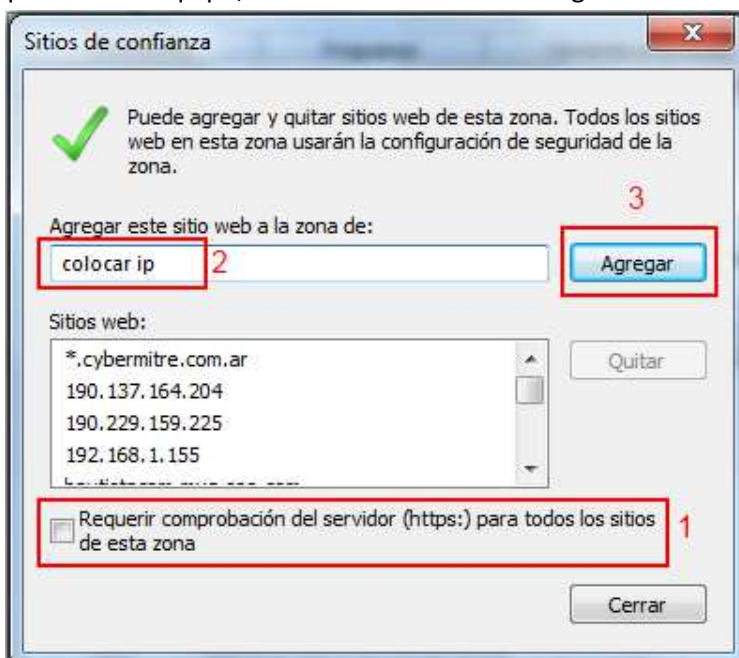 Sitios de confianza
Puede agregar y quitar sitios web de esta zona. Todos los sitios
web en esta zona usarán la configuración de seguridad de la
zona.
3
Agregar este sitio web a la zona de:
colocar ip
2
Agregar
Sitios web:
*.cybermitre.com.ar
Quitar
190.137.164.204
190.229.159.225
192.168.1.155
Requerir comprobación del servidor (https:) para todos los sitios
de esta zona
1
Cerrar